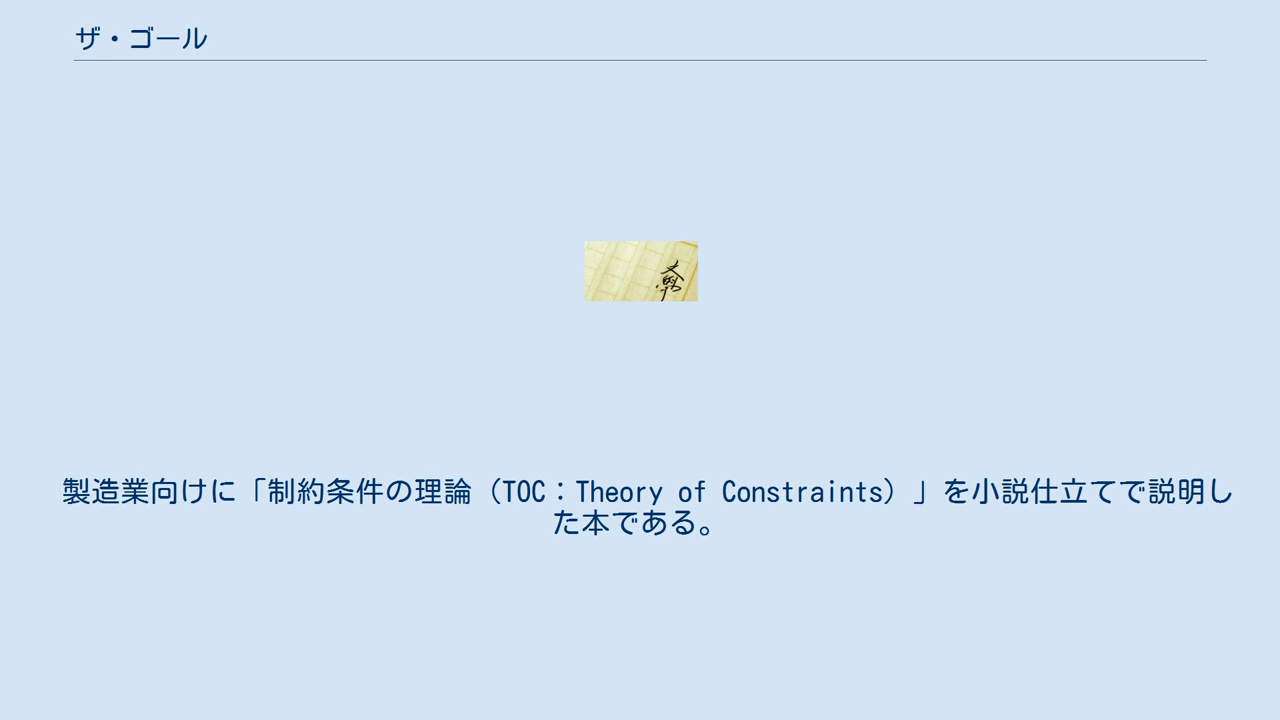 ザ・ゴール
製造業向けに「制約条件の理論（TOC：Theory of Constraints）」を小説仕立てで説明し
た本である。